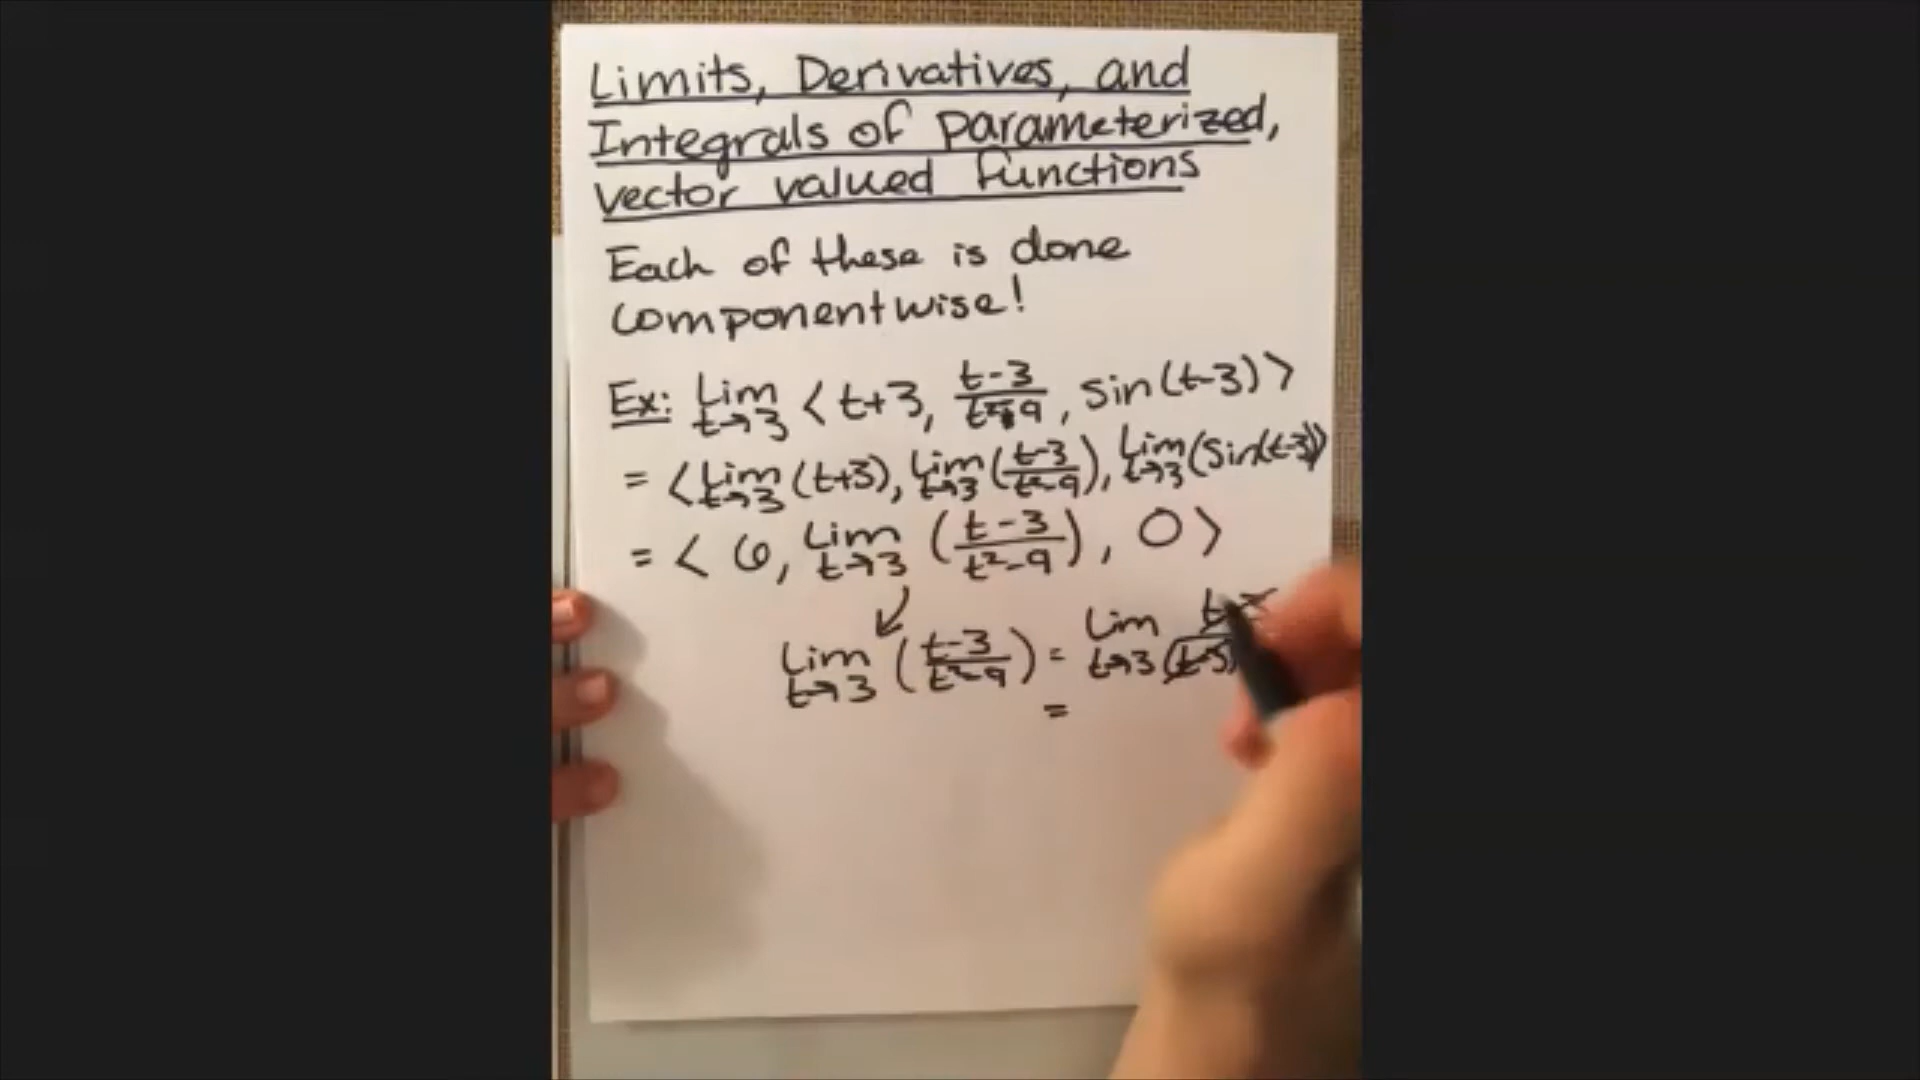 Limits, Derivatives, and
Integrals of parameterized,
vector valued functions
Each of these is done
componentwise!
Ex: Lim t→3 < t+3, t-3/t²-9, sin(t-3) >
= < Lim t→3 (t+3), Lim t→3 (t-3/t²-9), Lim t→3 (sin(t-3)) >
= < 6, Lim t→3 (t-3/t²-9), 0 >
Lim t→3 (t-3/t²-9) = Lim t→3
=